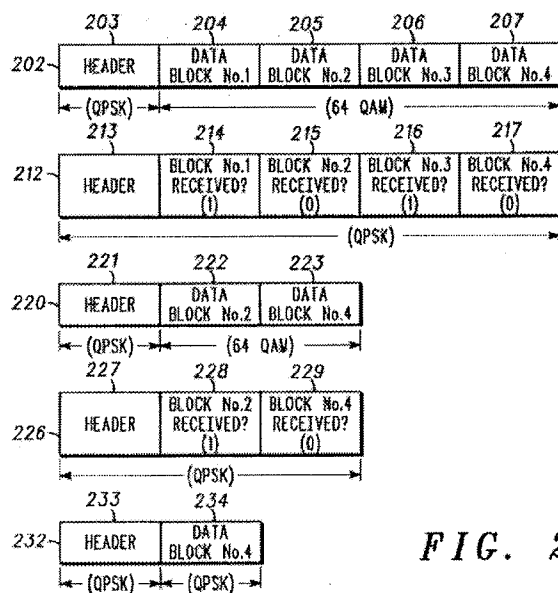 203 204 205 206 207
202 HEADER DATA BLOCK No.1 DATA BLOCK No.2 DATA BLOCK No.3 DATA BLOCK No.4
(QPSK) (64 QAM)
213 214 215 216 217
212 HEADER BLOCK No.1 RECEIVED? (1) BLOCK No.2 RECEIVED? (0) BLOCK No.3 RECEIVED? (1) BLOCK No.4 RECEIVED? (0)
(QPSK)
221 222 223
220 HEADER DATA BLOCK No.2 DATA BLOCK No.4
(QPSK) (64 QAM)
227 228 229
226 HEADER BLOCK No.2 RECEIVED? (1) BLOCK No.4 RECEIVED? (0)
(QPSK)
233 234
232 HEADER DATA BLOCK No.4
(QPSK) (QPSK)
FIG. 2